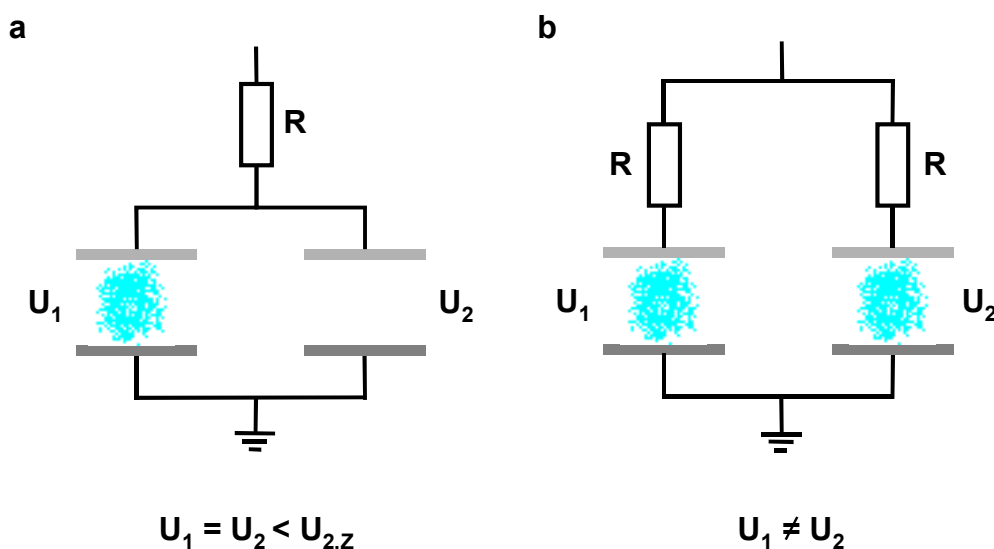 a
b
R
R
R
U₁
U₂
U₁
U₂
U₁ = U₂ < U₂,Z
U₁ ≠ U₂